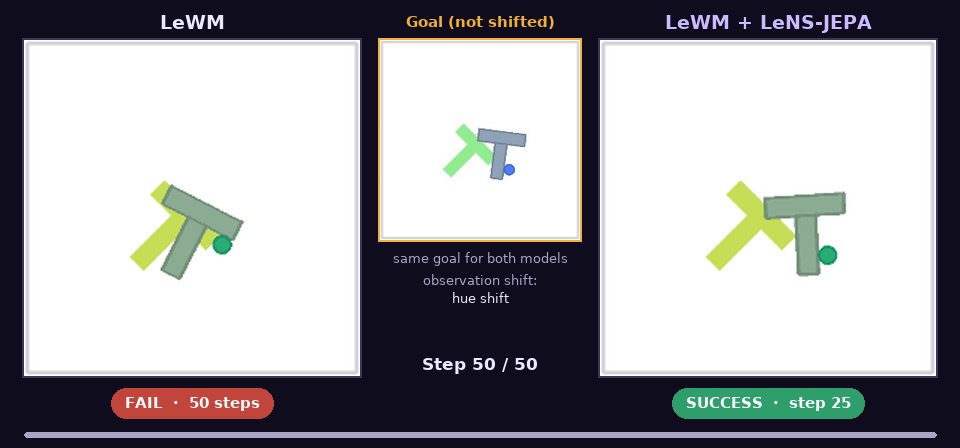 LeWM
Goal (not shifted)
LeWM + LeNS-JEPA
same goal for both models
observation shift:
hue shift
Step 50 / 50
FAIL · 50 steps
SUCCESS · step 25